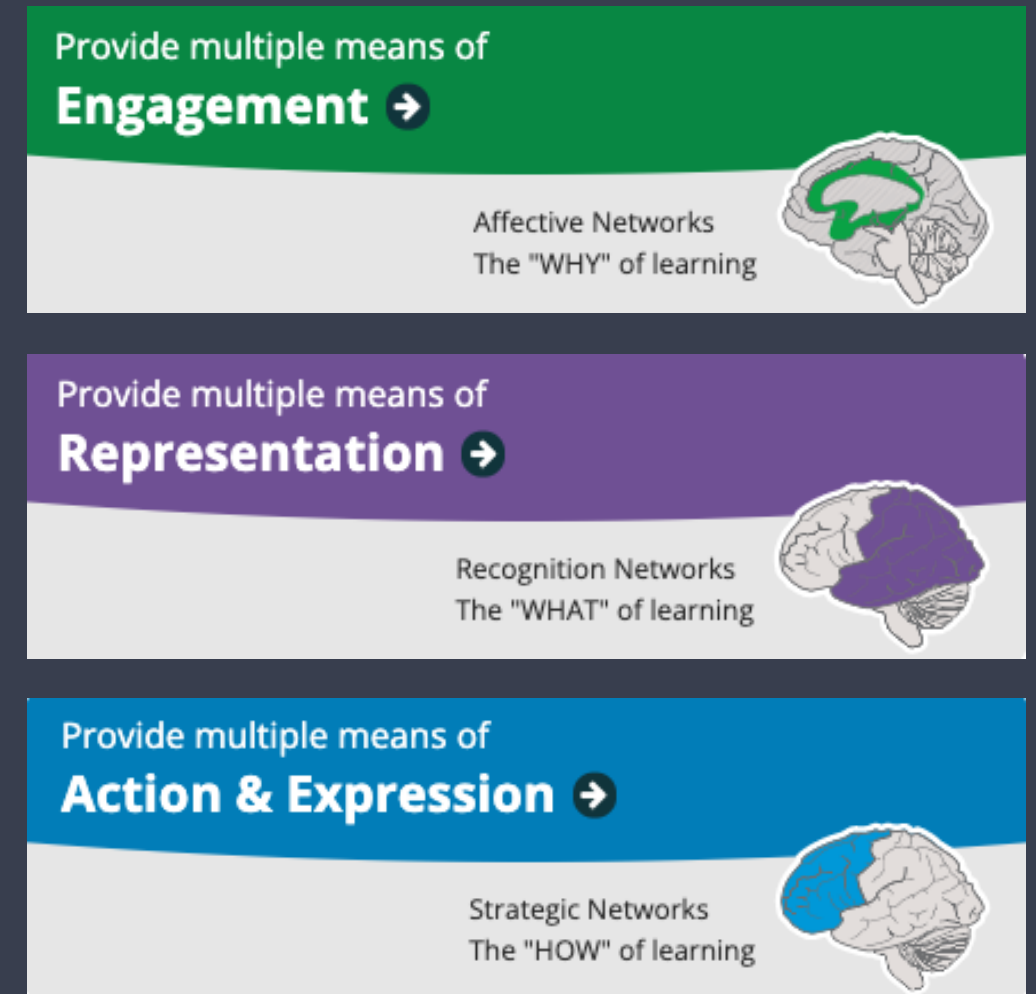 Provide multiple means of
Engagement
Affective Networks
The "WHY" of learning
Provide multiple means of
Representation
Recognition Networks
The "WHAT" of learning
Provide multiple means of
Action & Expression
Strategic Networks
The "HOW" of learning